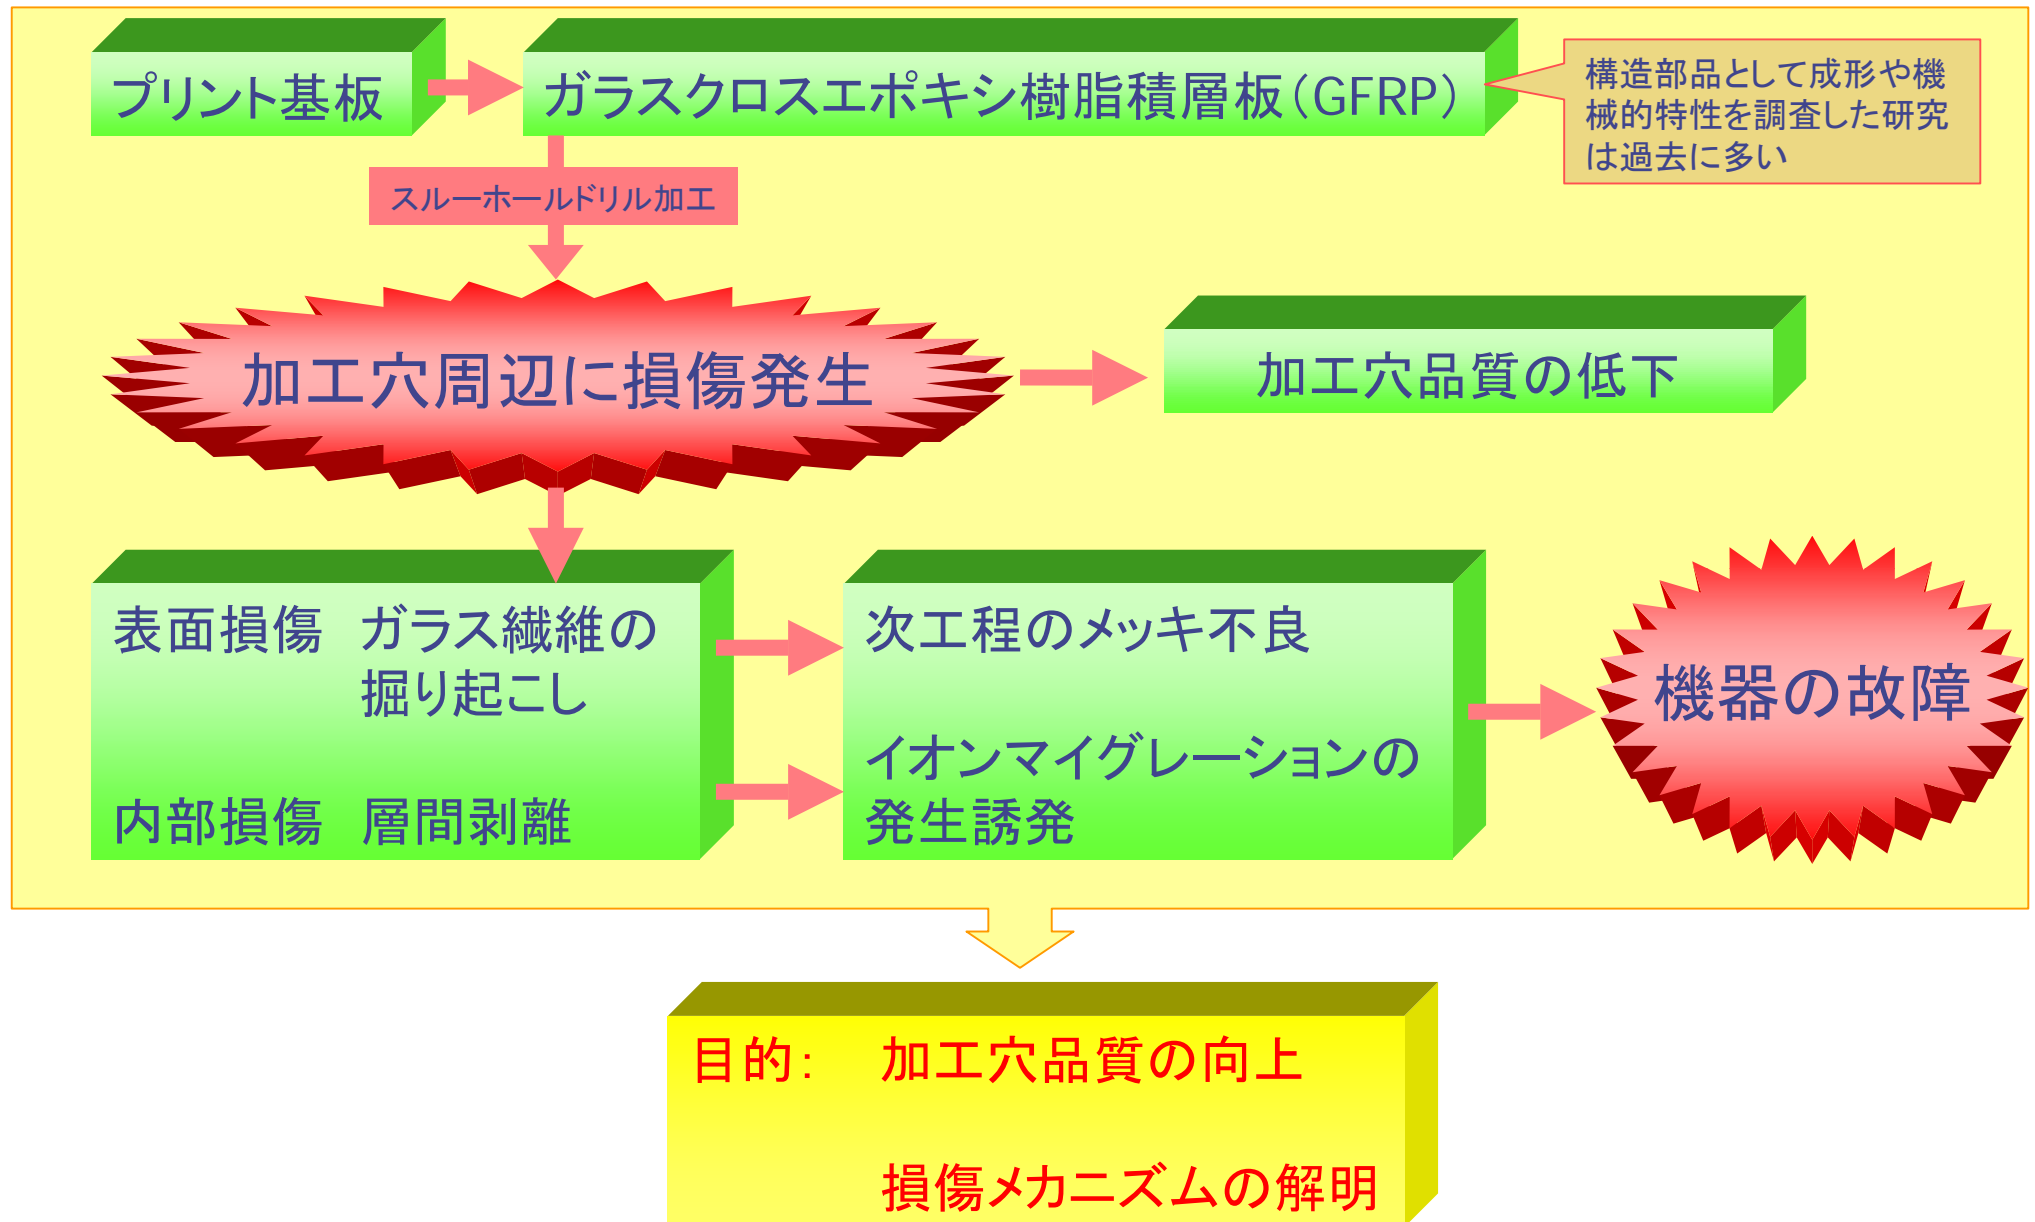 プリント基板
ガラスクロスエポキシ樹脂積層板(GFRP)
構造部品として成形や機
械的特性を調査した研究
は過去に多い
スルーホールドリル加工
加工穴周辺に損傷発生
加工穴品質の低下
表面損傷 ガラス繊維の
掘り起こし
内部損傷 層間剥離
次工程のメッキ不良
イオンマイグレーションの
発生誘発
機器の故障
目的: 加工穴品質の向上
損傷メカニズムの解明